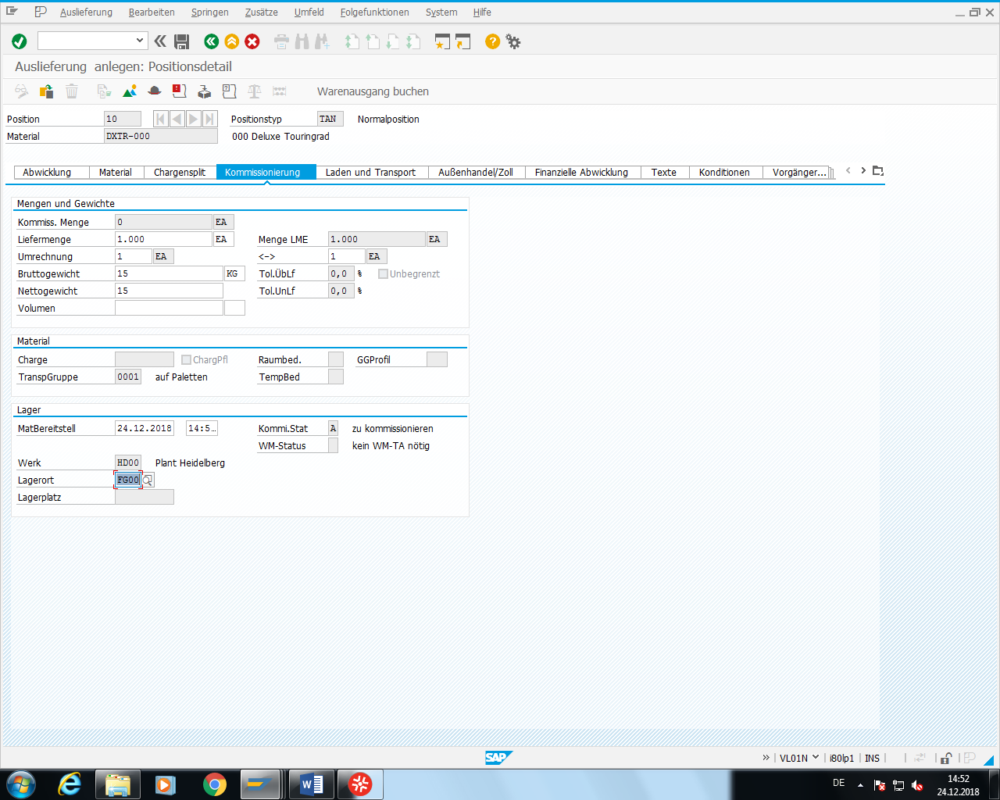 Auslieferung Bearbeiten Springen Zusätze Umfeld Folgefunktionen System Hilfe
Auslieferung anlegen: Positionsdetail
Warenausgang buchen
Position 10 Positionstyp TAN Normalposition
Material DXTR-000 000 Deluxe Touringrad
Abwicklung Material Chargensplit Kommissionierung Laden und Transport Außenhandel/Zoll Finanzielle Abwicklung Texte Konditionen Vorgänger...
Mengen und Gewichte
Kommiss. Menge 0 EA
Liefermenge 1.000 EA Menge LME 1.000 EA
Umrechnung 1 EA <-> 1 EA
Bruttogewicht 15 KG Tol.ÜbLf 0,0 % Unbegrenzt
Nettogewicht 15 Tol.UnLf 0,0 %
Volumen
Material
Charge ChargPfl Raumbed. GGProfil
TranspGruppe 0001 auf Paletten TempBed
Lager
MatBereitstell 24.12.2018 14:5… Kommi.Stat A zu kommissionieren
WM-Status kein WM-TA nötig
Werk HD00 Plant Heidelberg
Lagerort FG00
Lagerplatz
SAP » VL01N i80lp1 INS
DE 14:52
24.12.2018